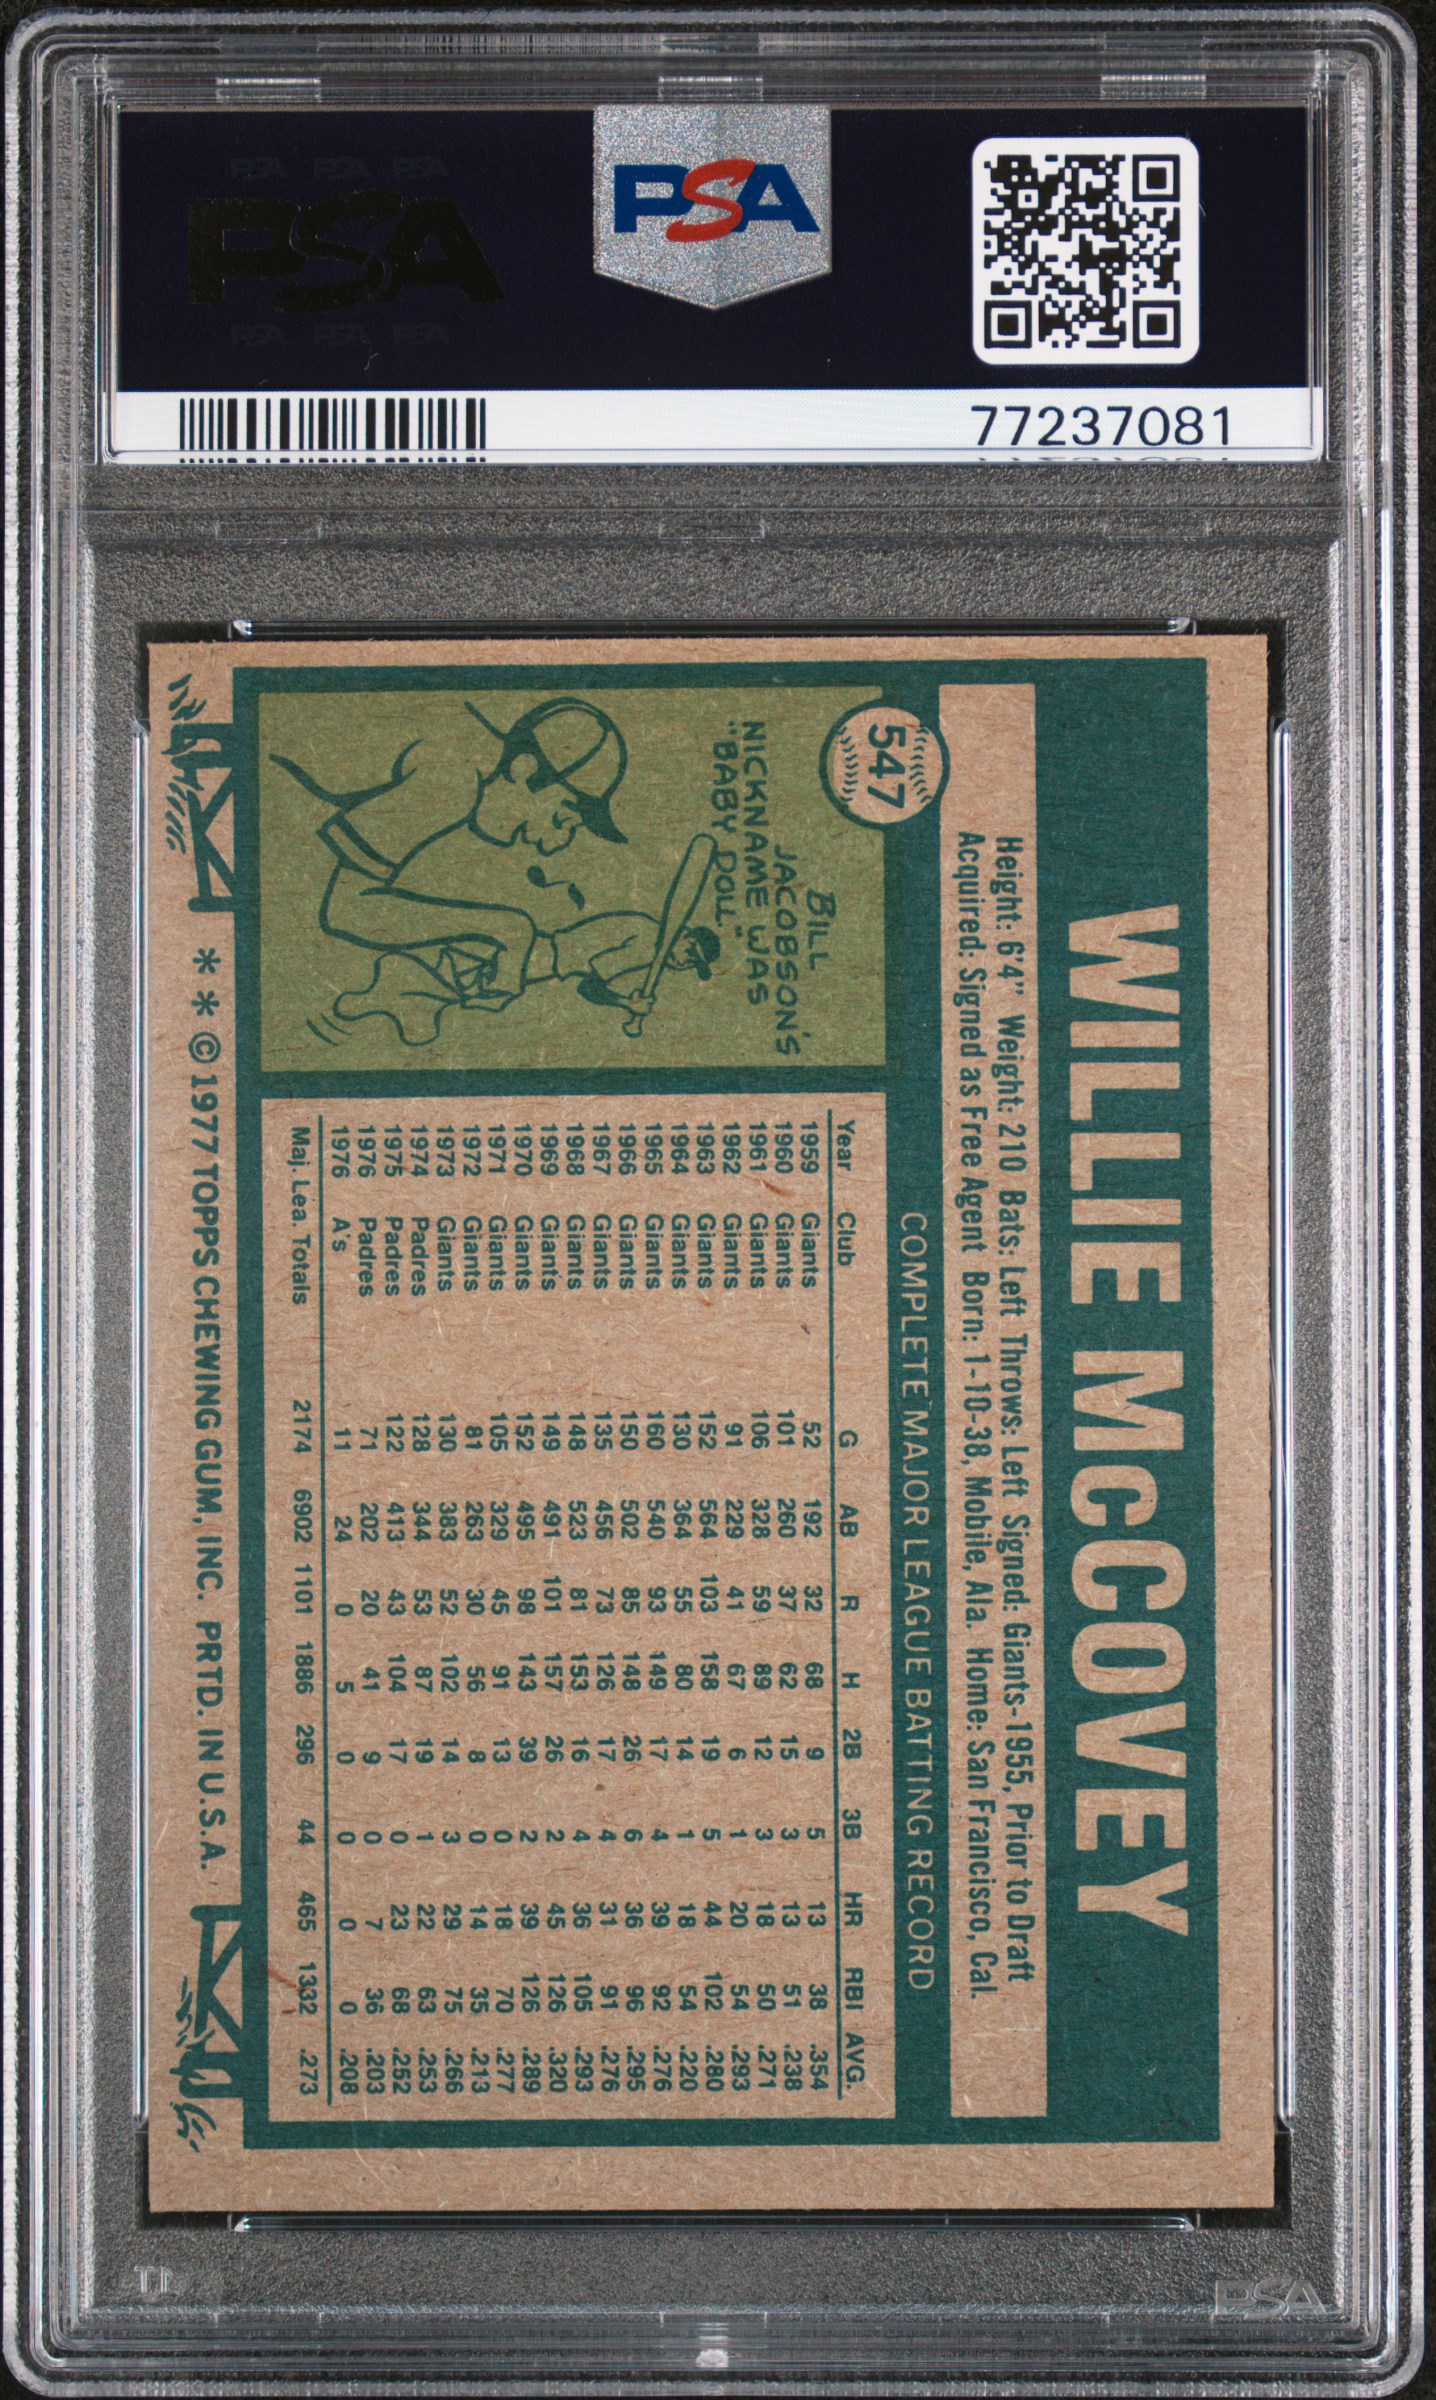 PSA PSA PSA
PSA
PSA PSA PSA
PSA
77237081
547
WILLIE McCOVEY
Height: 6'4" Weight: 210 Bats: Left Throws: Left Signed: Giants-1955, Prior to Draft
Acquired: Signed as Free Agent Born: 1-10-38, Mobile, Ala. Home: San Francisco, Cal.
BILL
JACOBSON'S
NICKNAME WAS
"BABY DOLL"
COMPLETE MAJOR LEAGUE BATTING RECORD
Year Club G AB R H 2B 3B HR RBI AVG.
1959 Giants 52 192 32 68 9 5 13 38 .354
1960 Giants 101 260 37 62 15 3 13 51 .238
1961 Giants 106 328 59 89 12 3 18 50 .271
1962 Giants 91 229 41 67 6 1 20 54 .293
1963 Giants 152 564 103 158 19 5 44 102 .280
1964 Giants 130 364 55 80 14 1 18 54 .220
1965 Giants 160 540 93 149 17 4 39 92 .276
1966 Giants 150 502 85 148 26 6 36 96 .295
1967 Giants 135 456 73 126 17 4 31 91 .276
1968 Giants 148 523 81 153 16 4 36 105 .293
1969 Giants 149 491 101 157 26 2 45 126 .320
1970 Giants 152 495 98 143 39 2 39 126 .289
1971 Giants 105 329 45 91 13 0 18 70 .277
1972 Giants 81 263 30 56 8 0 14 35 .213
1973 Giants 130 383 52 102 14 3 29 75 .266
1974 Padres 128 344 53 87 19 1 22 63 .253
1975 Padres 122 413 43 104 17 0 23 68 .252
1976 Padres 71 202 20 41 9 0 7 36 .203
1976 A's 11 24 0 5 0 0 0 0 .208
Maj. Lea. Totals 2174 6902 1101 1886 296 44 465 1332 .273
* * © 1977 TOPPS CHEWING GUM, INC. PRTD. IN U.S.A.
PSA